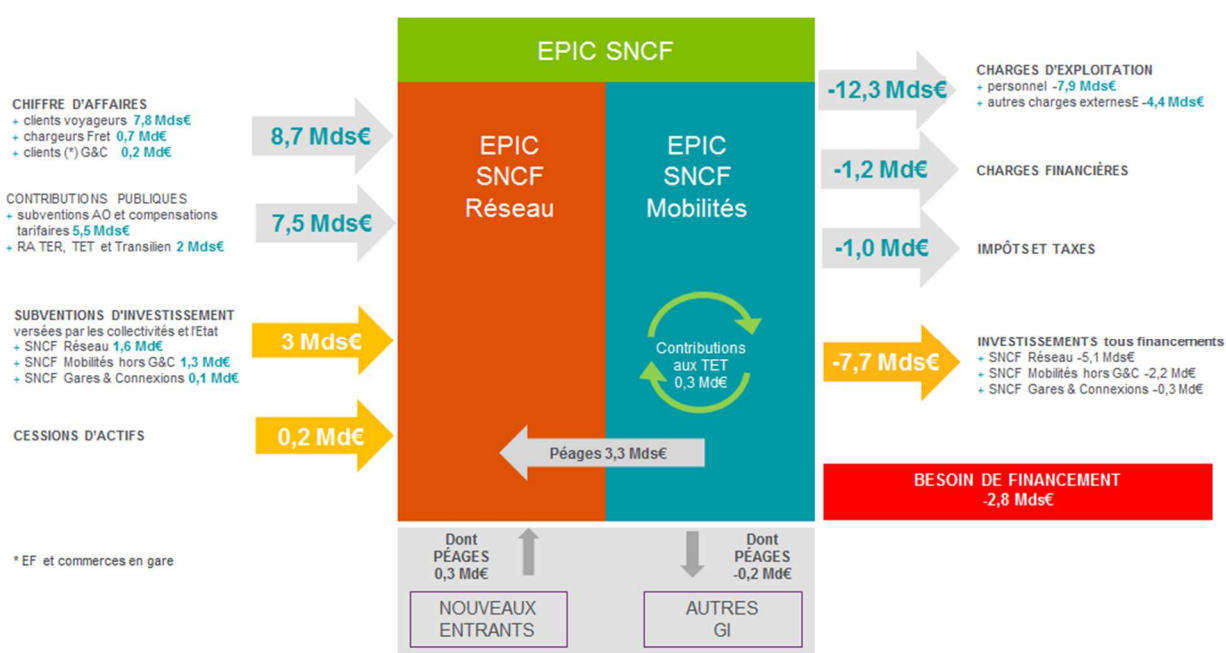 EPIC SNCF
EPIC
SNCF
Réseau
EPIC
SNCF
Mobilités
CHIFFRE D'AFFAIRES
+ clients voyageurs 7,8 Mds€
+ chargeurs Fret 0,7 Md€
+ clients (*) G&C 0,2 Md€
8,7 Mds€
CONTRIBUTIONS PUBLIQUES
+ subventions AO et compensations
tarifaires 5,5 Mds€
+ RA TER, TET et Transilien 2 Mds€
7,5 Mds€
SUBVENTIONS D'INVESTISSEMENT
versées par les collectivités et l'Etat
+ SNCF Réseau 1,6 Md€
+ SNCF Mobilités hors G&C 1,3 Md€
+ SNCF Gares & Connexions 0,1 Md€
3 Mds€
CESSIONS D'ACTIFS
0,2 Md€
Contributions
aux TET
0,3 Md€
Péages 3,3 Mds€
-12,3 Mds€
CHARGES D'EXPLOITATION
+ personnel -7,9 Mds€
+ autres charges externesE -4,4 Mds€
-1,2 Md€
CHARGES FINANCIÈRES
-1,0 Md€
IMPÔTS ET TAXES
-7,7 Mds€
INVESTISSEMENTS tous financements
+ SNCF Réseau -5,1 Mds€
+ SNCF Mobilités hors G&C -2,2 Md€
+ SNCF Gares & Connexions -0,3 Md€
BESOIN DE FINANCEMENT
-2,8 Mds€
* EF et commerces en gare
Dont
PÉAGES
0,3 Md€
Dont
PÉAGES
-0,2 Md€
NOUVEAUX
ENTRANTS
AUTRES
GI